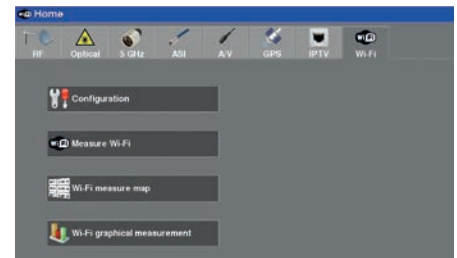 Home
RF Optical 5 GHz ASI A/V GPS IPTV Wi-Fi
Configuration
Measure Wi-Fi
Wi-Fi measure map
Wi-Fi graphical measurement